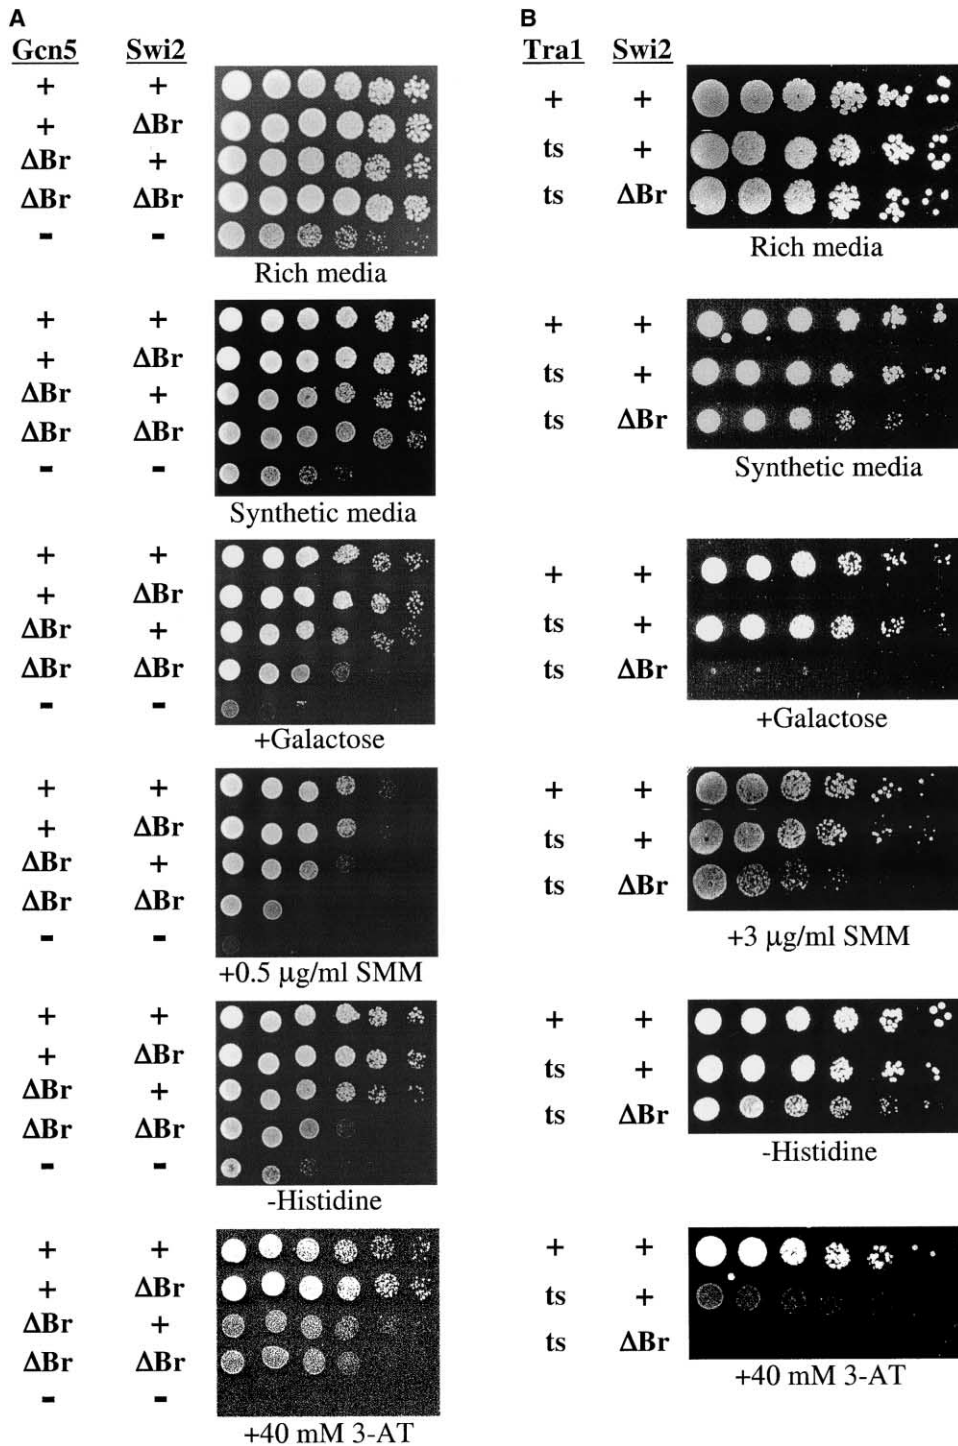 A
Gcn5 Swi2
+ +
+ ΔBr
ΔBr +
ΔBr ΔBr
- -
Rich media
+ +
+ ΔBr
ΔBr +
ΔBr ΔBr
- -
Synthetic media
+ +
+ ΔBr
ΔBr +
ΔBr ΔBr
- -
+Galactose
+ +
+ ΔBr
ΔBr +
ΔBr ΔBr
- -
+0.5 μg/ml SMM
+ +
+ ΔBr
ΔBr +
ΔBr ΔBr
- -
-Histidine
+ +
+ ΔBr
ΔBr +
ΔBr ΔBr
- -
+40 mM 3-AT
B
Tra1 Swi2
+ +
ts +
ts ΔBr
Rich media
+ +
ts +
ts ΔBr
Synthetic media
+ +
ts +
ts ΔBr
+Galactose
+ +
ts +
ts ΔBr
+3 μg/ml SMM
+ +
ts +
ts ΔBr
-Histidine
+ +
ts +
ts ΔBr
+40 mM 3-AT